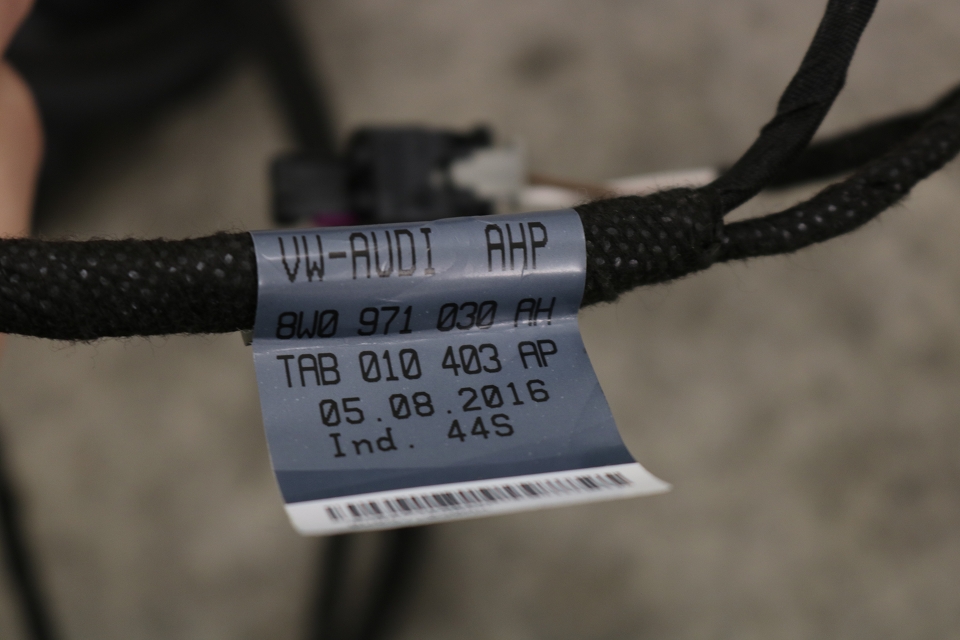 VW-AUDI AHP
8W0 971 030 AH
TAB 010 403 AP
05.08.2016
Ind. 44S